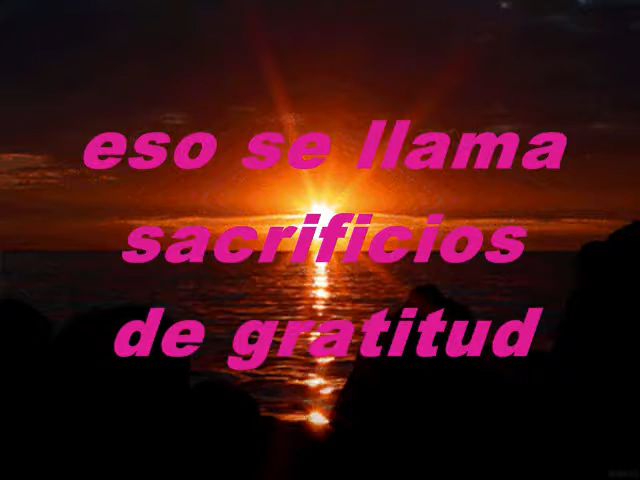 eso se llama
sacrificios
de gratitud